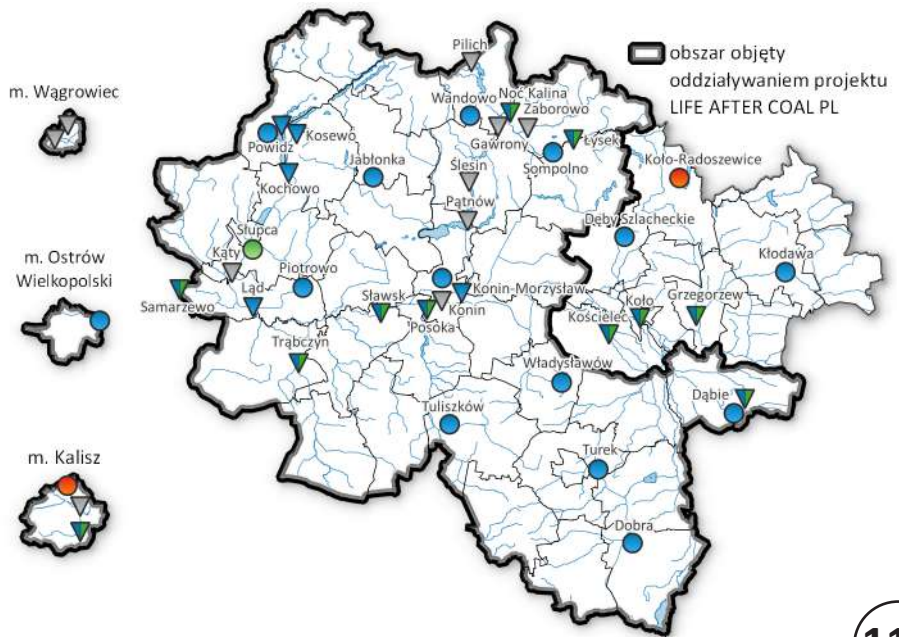 Pilich
obszar objęty
oddziaływaniem projektu
LIFE AFTER COAL PL
m. Wągrowiec
Wandowo
Noć Kalina
Zaborowo
Gawrony
Łysek
Powidz
Kosewo
Jabłonka
Sompolno
Kochowo
Ślesin
Koło-Radoszewice
Pątnów
Dęby Szlacheckie
Słupca
Kąty
Kłodawa
m. Ostrów
Wielkopolski
Piotrowo
Samarzewo
Ląd
Sławsk
Konin-Morzysław
Konin
Posoka
Koło
Grzegorzew
Kościelec
Trąbczyn
Władysławów
Dąbie
Tuliszków
m. Kalisz
Turek
Dobra